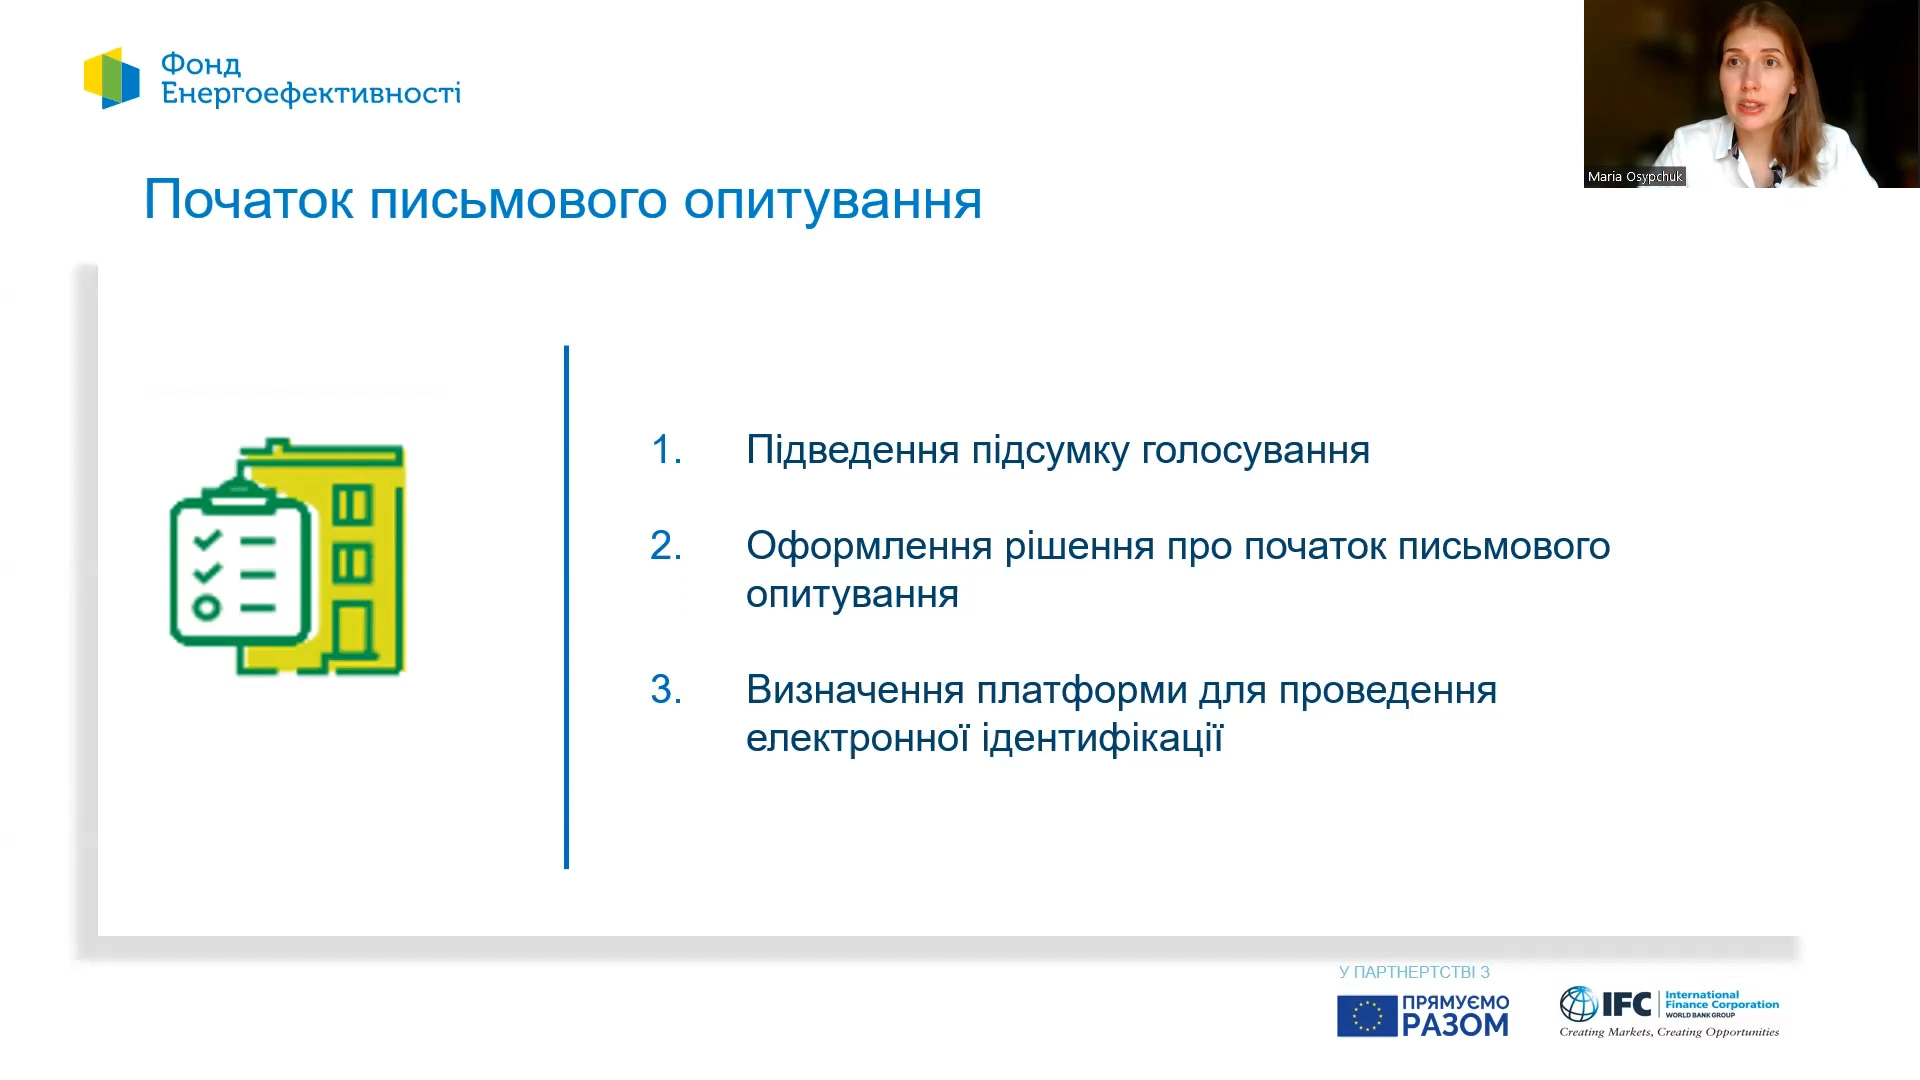 Фонд
Енергоефективності
Maria Osypchuk
Початок письмового опитування
1. Підведення підсумку голосування
2. Оформлення рішення про початок письмового
опитування
3. Визначення платформи для проведення
електронної ідентифікації
У ПАРТНЕРТСТВІ З
ПРЯМУЄМО
РАЗОМ
IFC
International
Finance Corporation
WORLD BANK GROUP
Creating Markets, Creating Opportunities